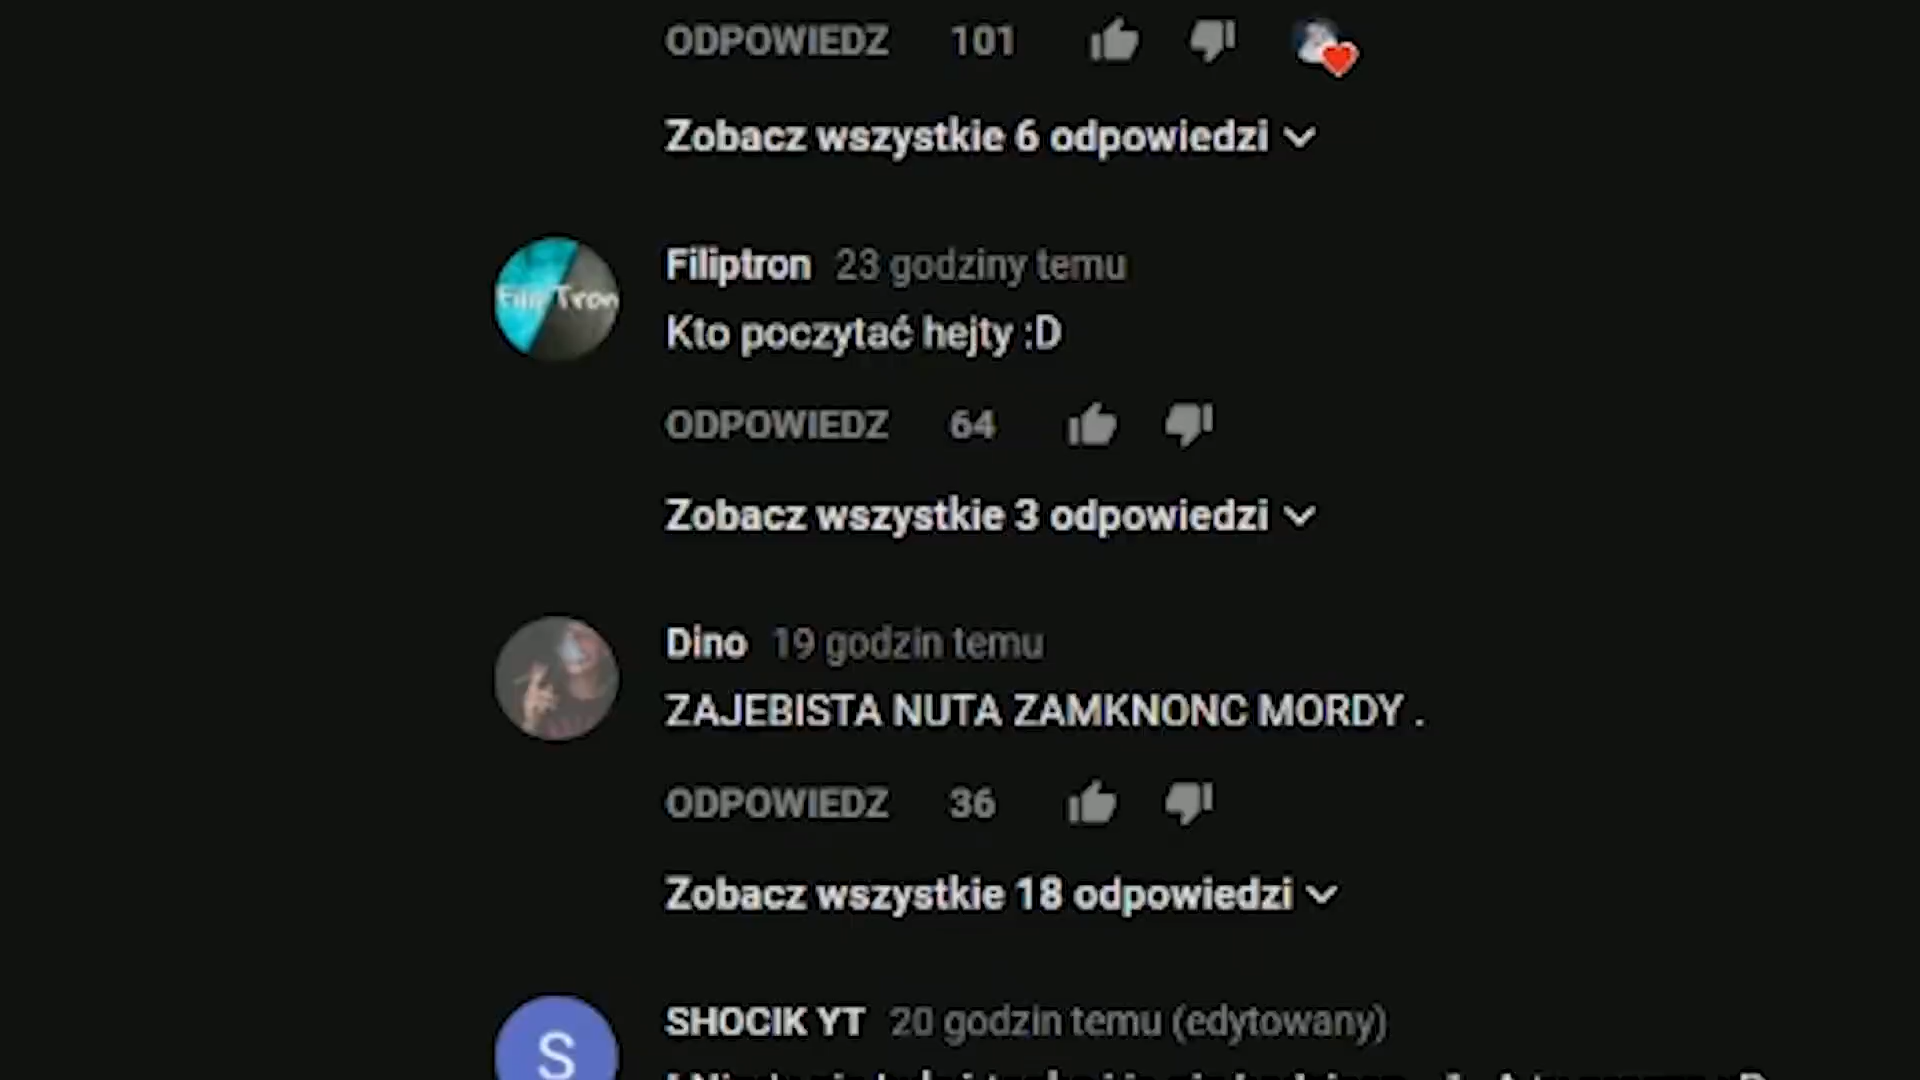 ODPOWIEDZ 101
Zobacz wszystkie 6 odpowiedzi
Filiptron 23 godziny temu
Filip Tron
Kto poczytać hejty :D
ODPOWIEDZ 64
Zobacz wszystkie 3 odpowiedzi
Dino 19 godzin temu
ZAJEBISTA NUTA ZAMKNONC MORDY .
ODPOWIEDZ 36
Zobacz wszystkie 18 odpowiedzi
SHOCIK YT 20 godzin temu (edytowany)
S